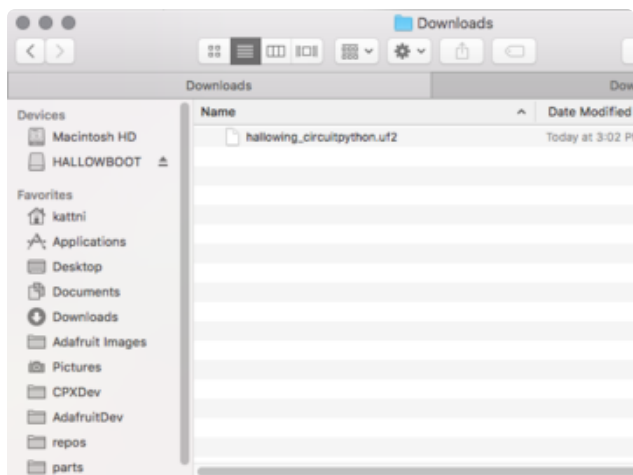 Downloads
Downloads
Dow
Devices
Macintosh HD
HALLOWBOOT
Favorites
kattni
Applications
Desktop
Documents
Downloads
Adafruit Images
Pictures
CPXDev
AdafruitDev
repos
parts
Name Date Modified
hallowing_circuitpython.uf2 Today at 3:02 P